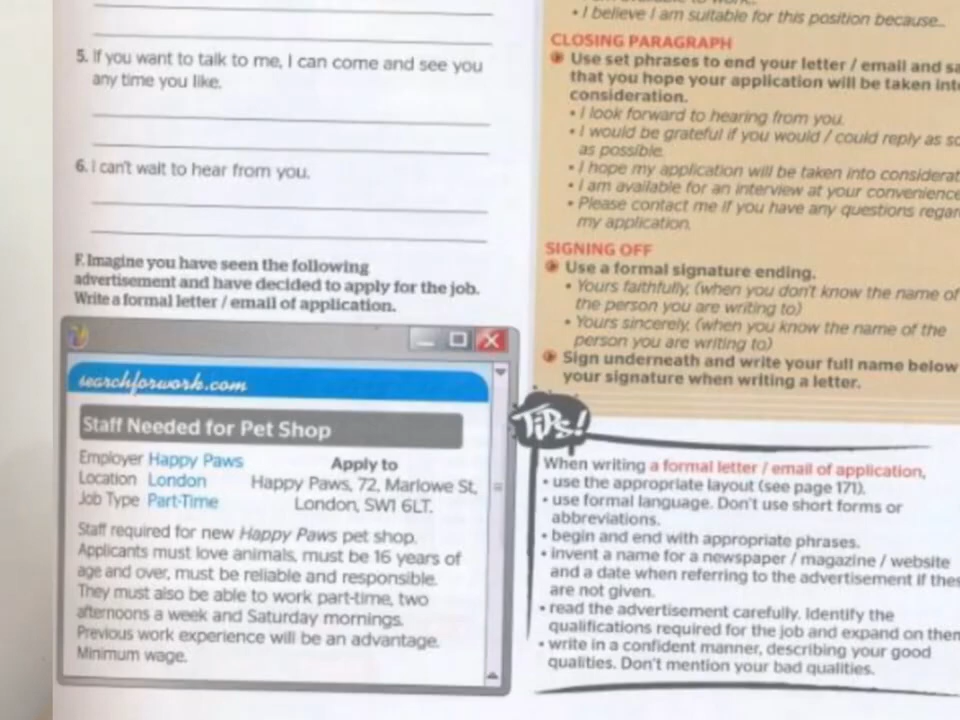 5. If you want to talk to me, I can come and see you
any time you like.
6. I can't wait to hear from you.
F. Imagine you have seen the following
advertisement and have decided to apply for the job.
Write a formal letter / email of application.
searchforwork.com
Staff Needed for Pet Shop
Employer Happy Paws
Location London
Job Type Part-Time
Apply to
Happy Paws, 72, Marlowe St,
London, SW1 6LT.
Staff required for new Happy Paws pet shop.
Applicants must love animals, must be 16 years of
age and over, must be reliable and responsible.
They must also be able to work part-time, two
afternoons a week and Saturday mornings.
Previous work experience will be an advantage.
Minimum wage.
• I believe I am suitable for this position because...
CLOSING PARAGRAPH
Use set phrases to end your letter / email and sa
that you hope your application will be taken into
consideration.
• I look forward to hearing from you.
• I would be grateful if you would / could reply as so
as possible.
• I hope my application will be taken into considerat
• I am available for an interview at your convenience
• Please contact me if you have any questions regar
my application.
SIGNING OFF
Use a formal signature ending.
• Yours faithfully, (when you don't know the name of
the person you are writing to)
• Yours sincerely, (when you know the name of the
person you are writing to)
Sign underneath and write your full name below
your signature when writing a letter.
TiPs!
When writing a formal letter / email of application,
• use the appropriate layout (see page 171).
• use formal language. Don't use short forms or
abbreviations.
• begin and end with appropriate phrases.
• invent a name for a newspaper / magazine / website
and a date when referring to the advertisement if thes
are not given.
• read the advertisement carefully. Identify the
qualifications required for the job and expand on them
• write in a confident manner, describing your good
qualities. Don't mention your bad qualities.